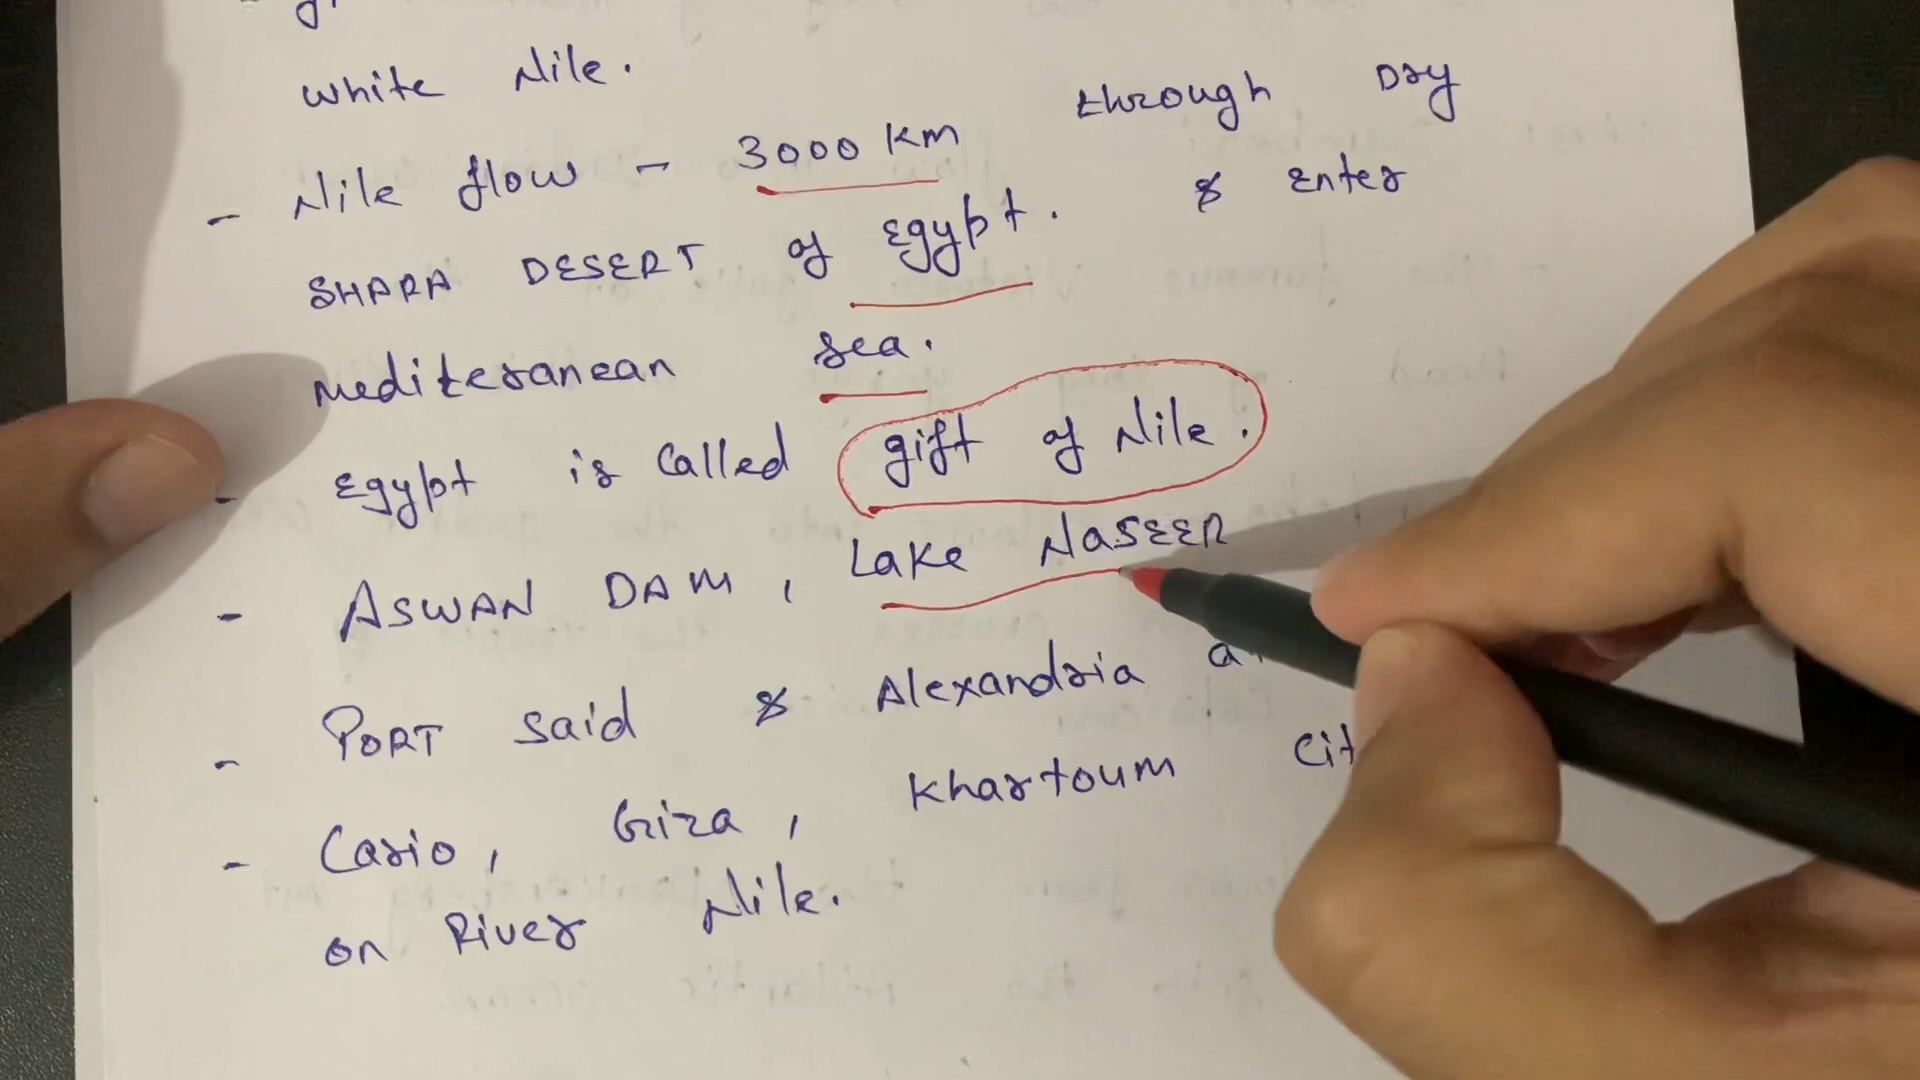 White Nile.
- Nile flow - 3000 km through Dry
SHARA DESERT of Egypt. & Enter
Mediteranean Sea.
- Egypt is called gift of Nile.
- ASWAN DAM, Lake NASEER
- PORT Said & Alexandria
- Cario, Giza, Khartoum
on River Nile.